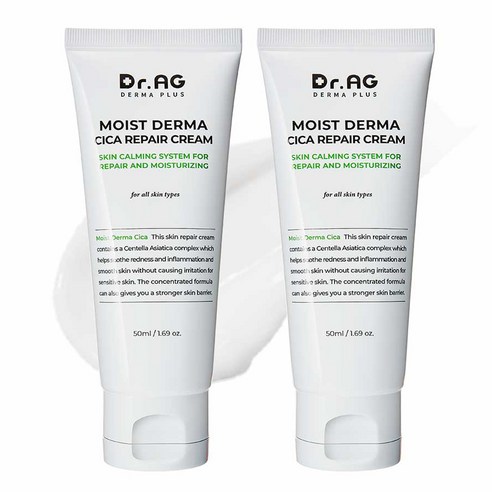 Dr.AG
DERMA PLUS
MOIST DERMA
CICA REPAIR CREAM
SKIN CALMING SYSTEM FOR
REPAIR AND MOISTURIZING
for all skin types
Moist Derma Cica This skin repair cream
contains a Centella Asiatica complex which
helps soothe redness and inflammation and
smooth skin without causing irritation for
sensitive skin. The concentrated formula
can also gives you a stronger skin barrier.
50ml / 1.69 oz.
Dr.AG
DERMA PLUS
MOIST DERMA
CICA REPAIR CREAM
SKIN CALMING SYSTEM FOR
REPAIR AND MOISTURIZING
for all skin types
Moist Derma Cica This skin repair cream
contains a Centella Asiatica complex which
helps soothe redness and inflammation and
smooth skin without causing irritation for
sensitive skin. The concentrated formula
can also gives you a stronger skin barrier.
50ml / 1.69 oz.